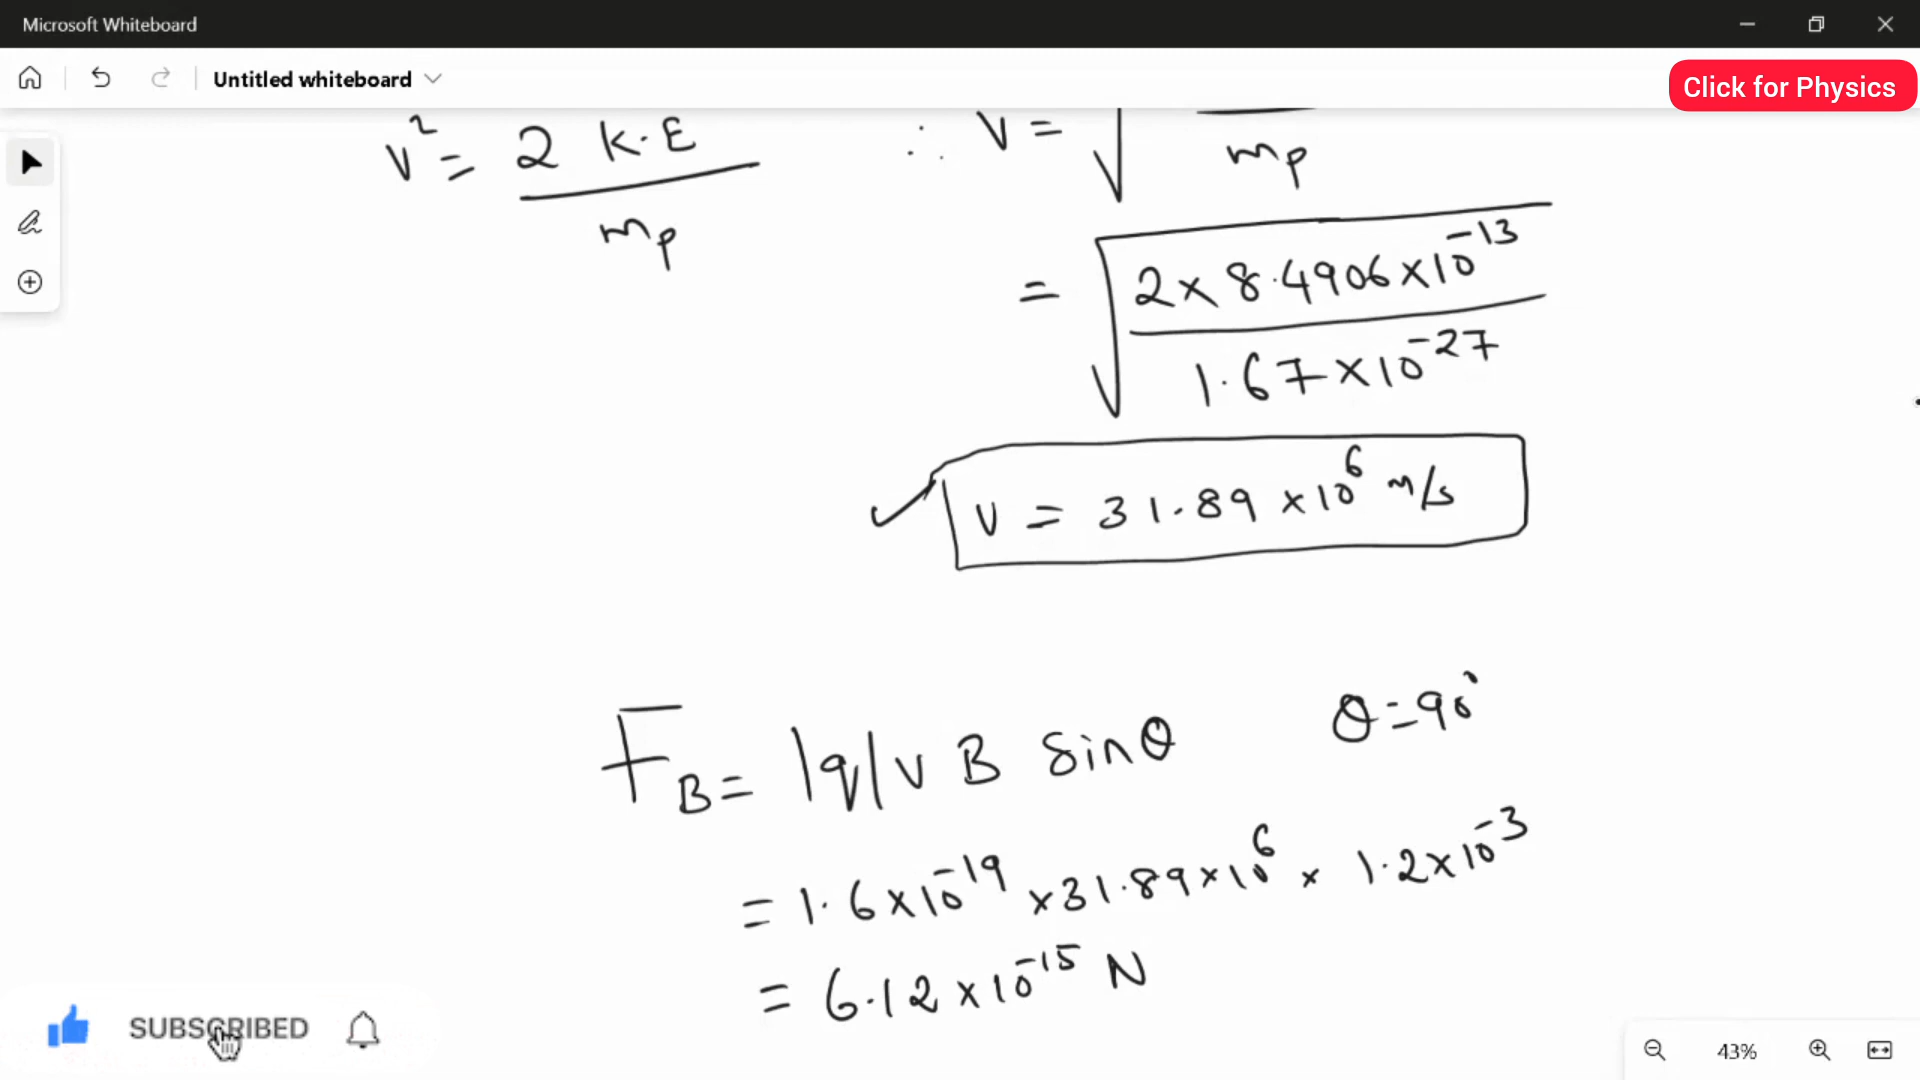 Microsoft Whiteboard
Untitled whiteboard
Click for Physics
v² = 2 K·E / mp
∴ v = √ mp
= √ 2 × 8.4906 × 10⁻¹³ / 1.67 × 10⁻²⁷
v = 31.89 × 10⁶ m/s
FB = |q| v B sinθ θ = 90°
= 1.6 × 10⁻¹⁹ × 31.89 × 10⁶ × 1.2 × 10⁻³
= 6.12 × 10⁻¹⁵ N
SUBSCRIBED
43%